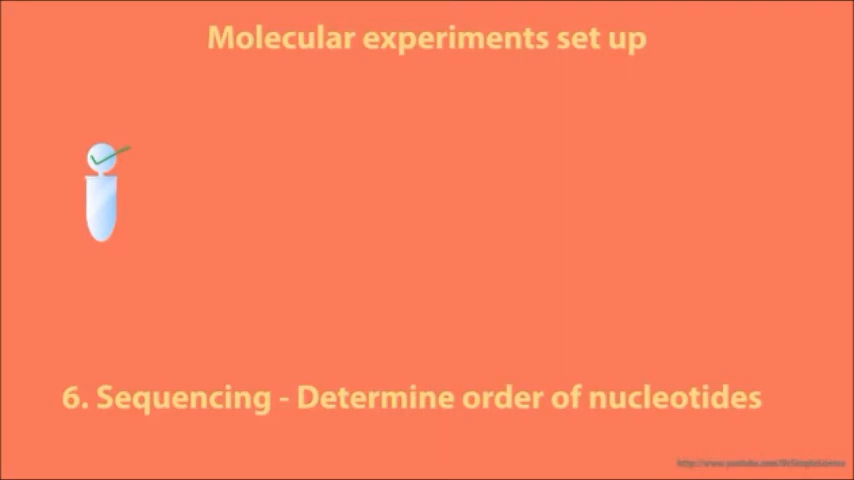 Molecular experiments set up
6. Sequencing - Determine order of nucleotides